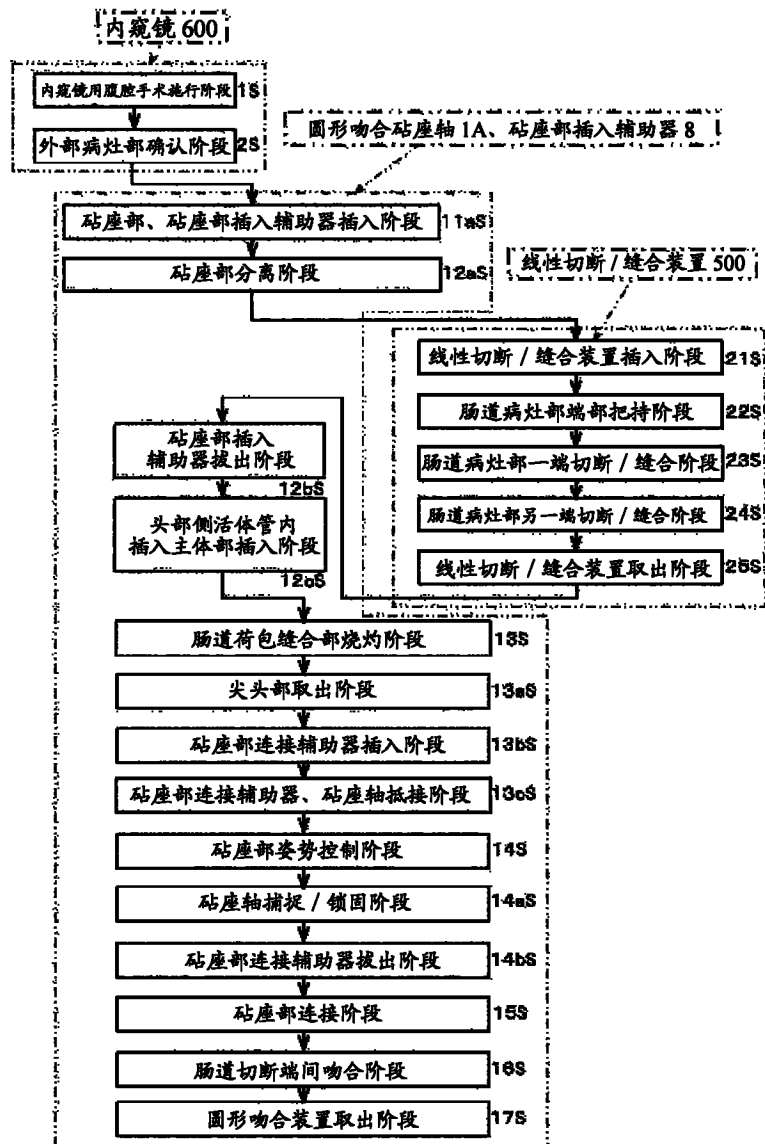 内窥镜 600
内窥镜用腹腔手术施行阶段 1S
外部病灶部确认阶段 2S
圆形吻合砧座轴 1A、砧座部插入辅助器 8
砧座部、砧座部插入辅助器插入阶段 11aS
砧座部分离阶段 12aS
线性切断 / 缝合装置 500
线性切断 / 缝合装置插入阶段 21S
肠道病灶部端部把持阶段 22S
肠道病灶部一端切断 / 缝合阶段 23S
肠道病灶部另一端切断 / 缝合阶段 24S
线性切断 / 缝合装置取出阶段 25S
砧座部插入
辅助器拔出阶段
12bS
头部侧活体管内
插入主体部插入阶段
12cS
肠道荷包缝合部烧灼阶段 13S
尖头部取出阶段 13aS
砧座部连接辅助器插入阶段 13bS
砧座部连接辅助器、砧座轴抵接阶段 13cS
砧座部姿势控制阶段 14S
砧座轴捕捉 / 锁固阶段 14aS
砧座部连接辅助器拔出阶段 14bS
砧座部连接阶段 15S
肠道切断端间吻合阶段 16S
圆形吻合装置取出阶段 17S